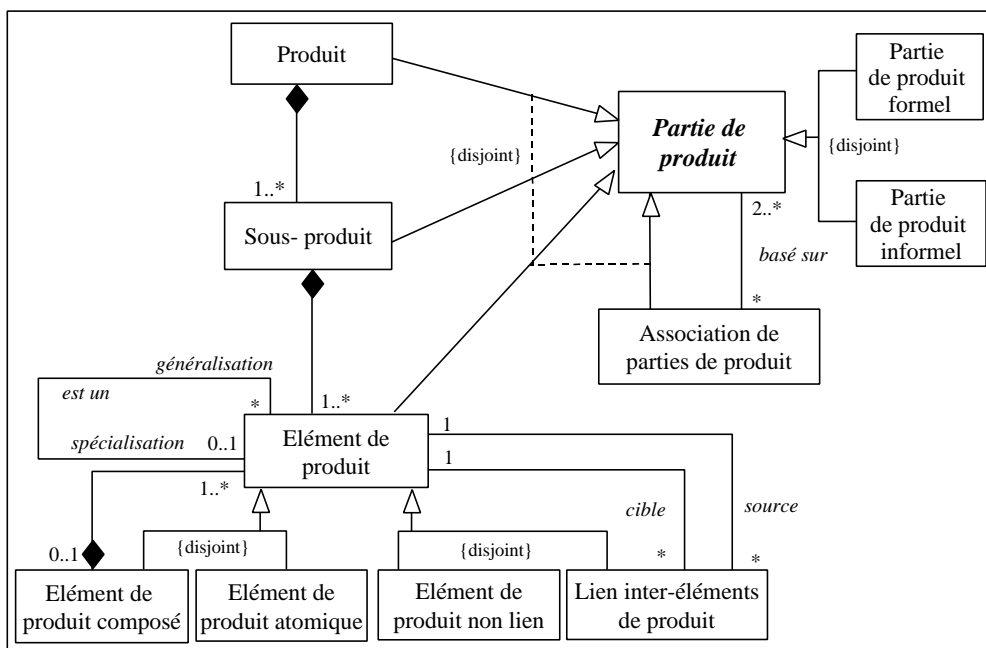 Produit
Partie
de produit
formel
Partie de
produit
{disjoint}
{disjoint}
1..*
2..*
Sous- produit
Partie
de produit
informel
basé sur
*
Association de
parties de produit
généralisation
est un
*
1..*
spécialisation
0..1
Elément de
produit
1
1
1..*
cible
source
0..1
{disjoint}
{disjoint}
*
*
Elément de
produit composé
Elément de
produit atomique
Elément de
produit non lien
Lien inter-éléments
de produit